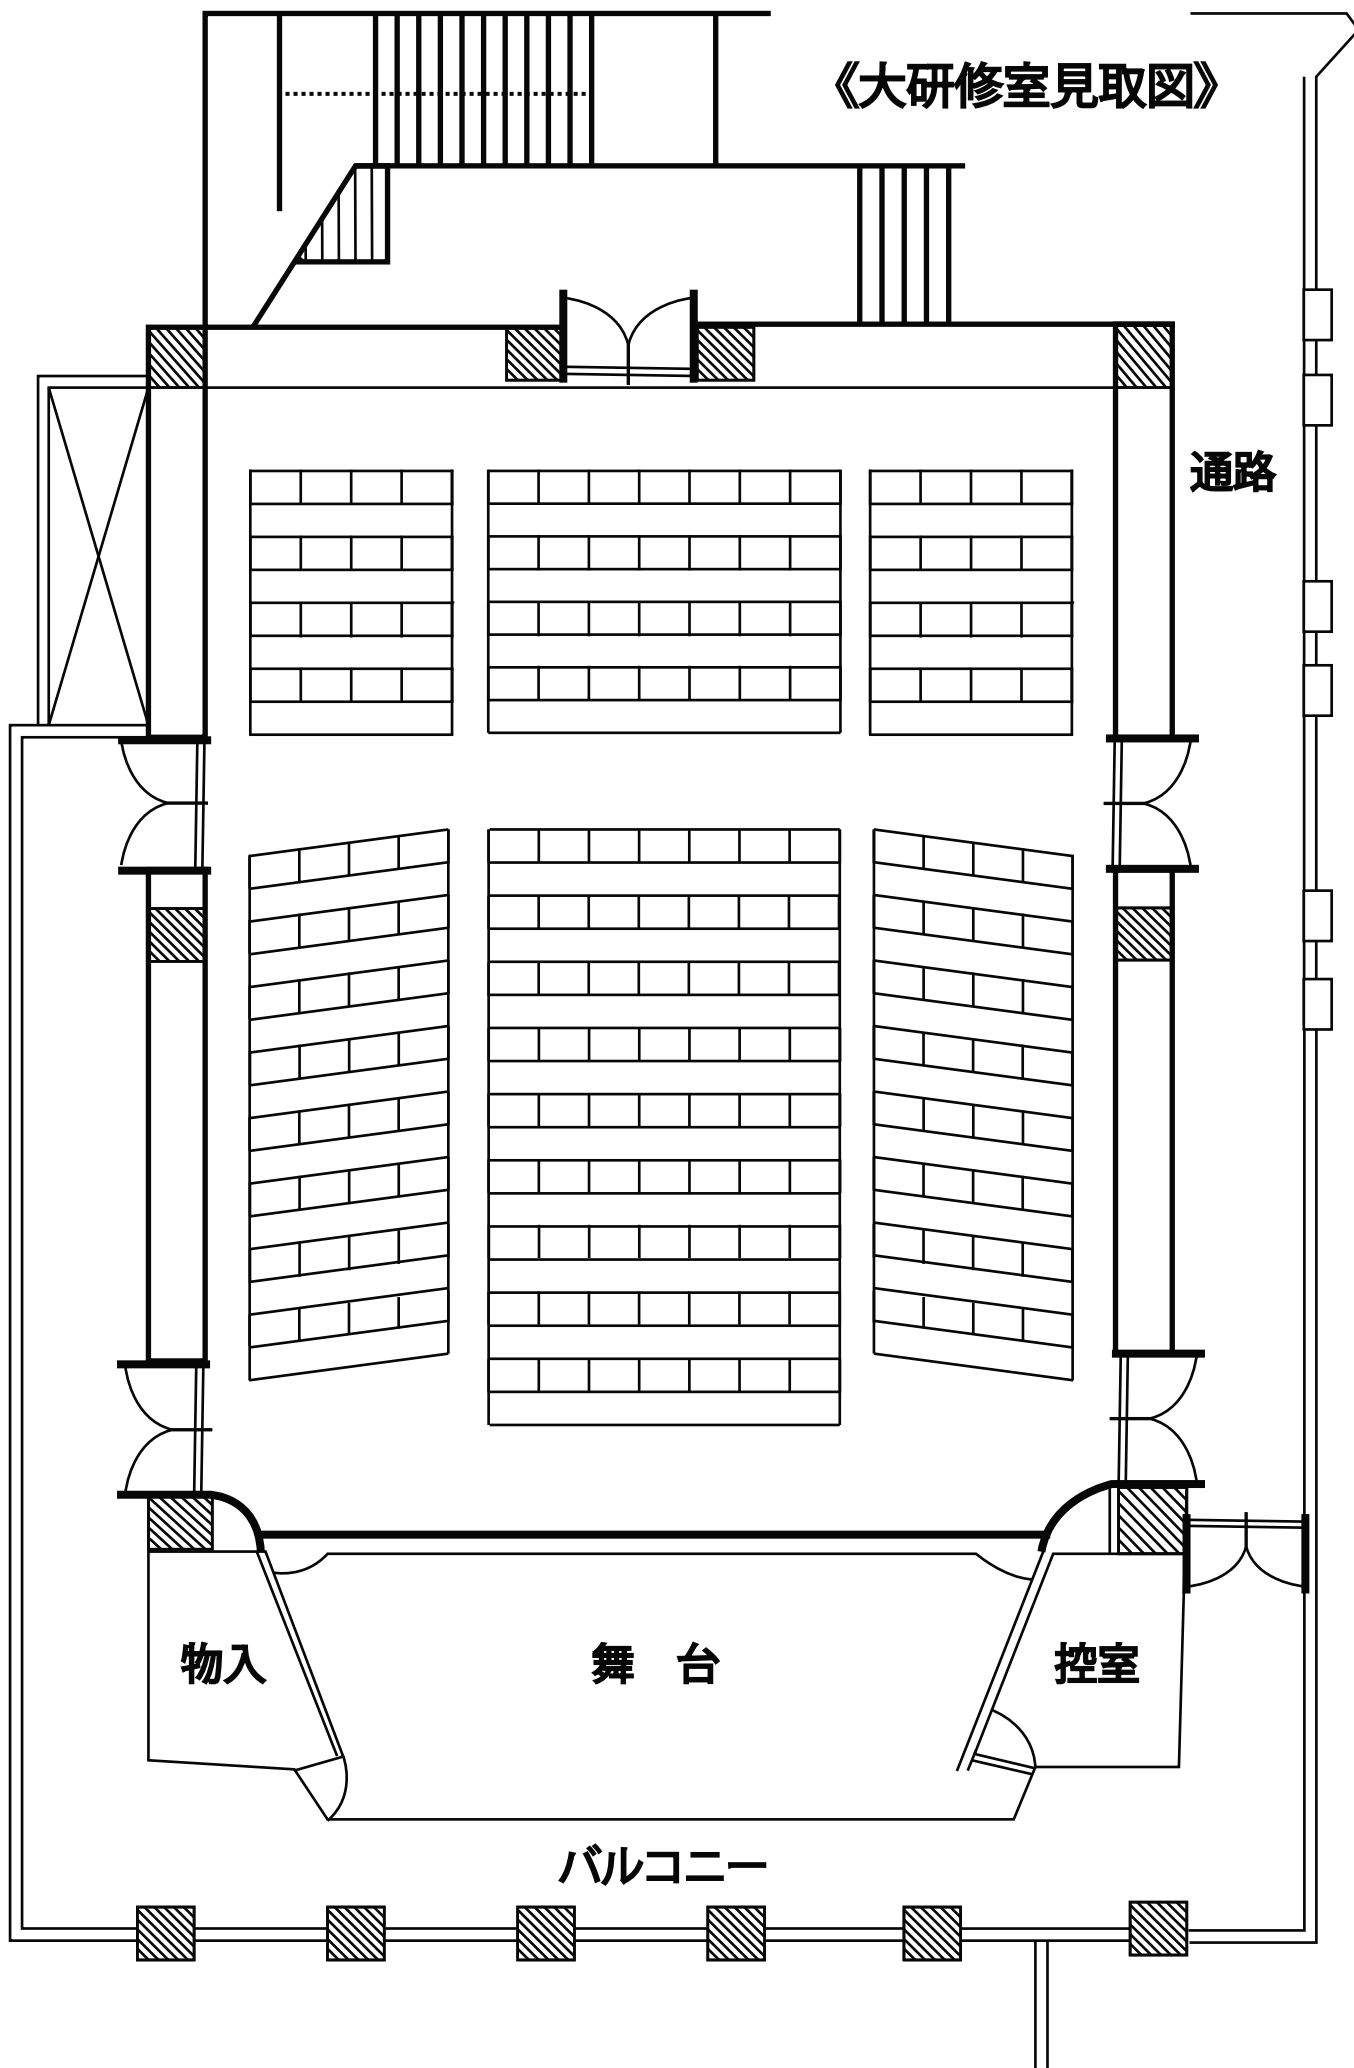 《大研修室見取図》
通路
物入
舞　台
控室
バルコニー